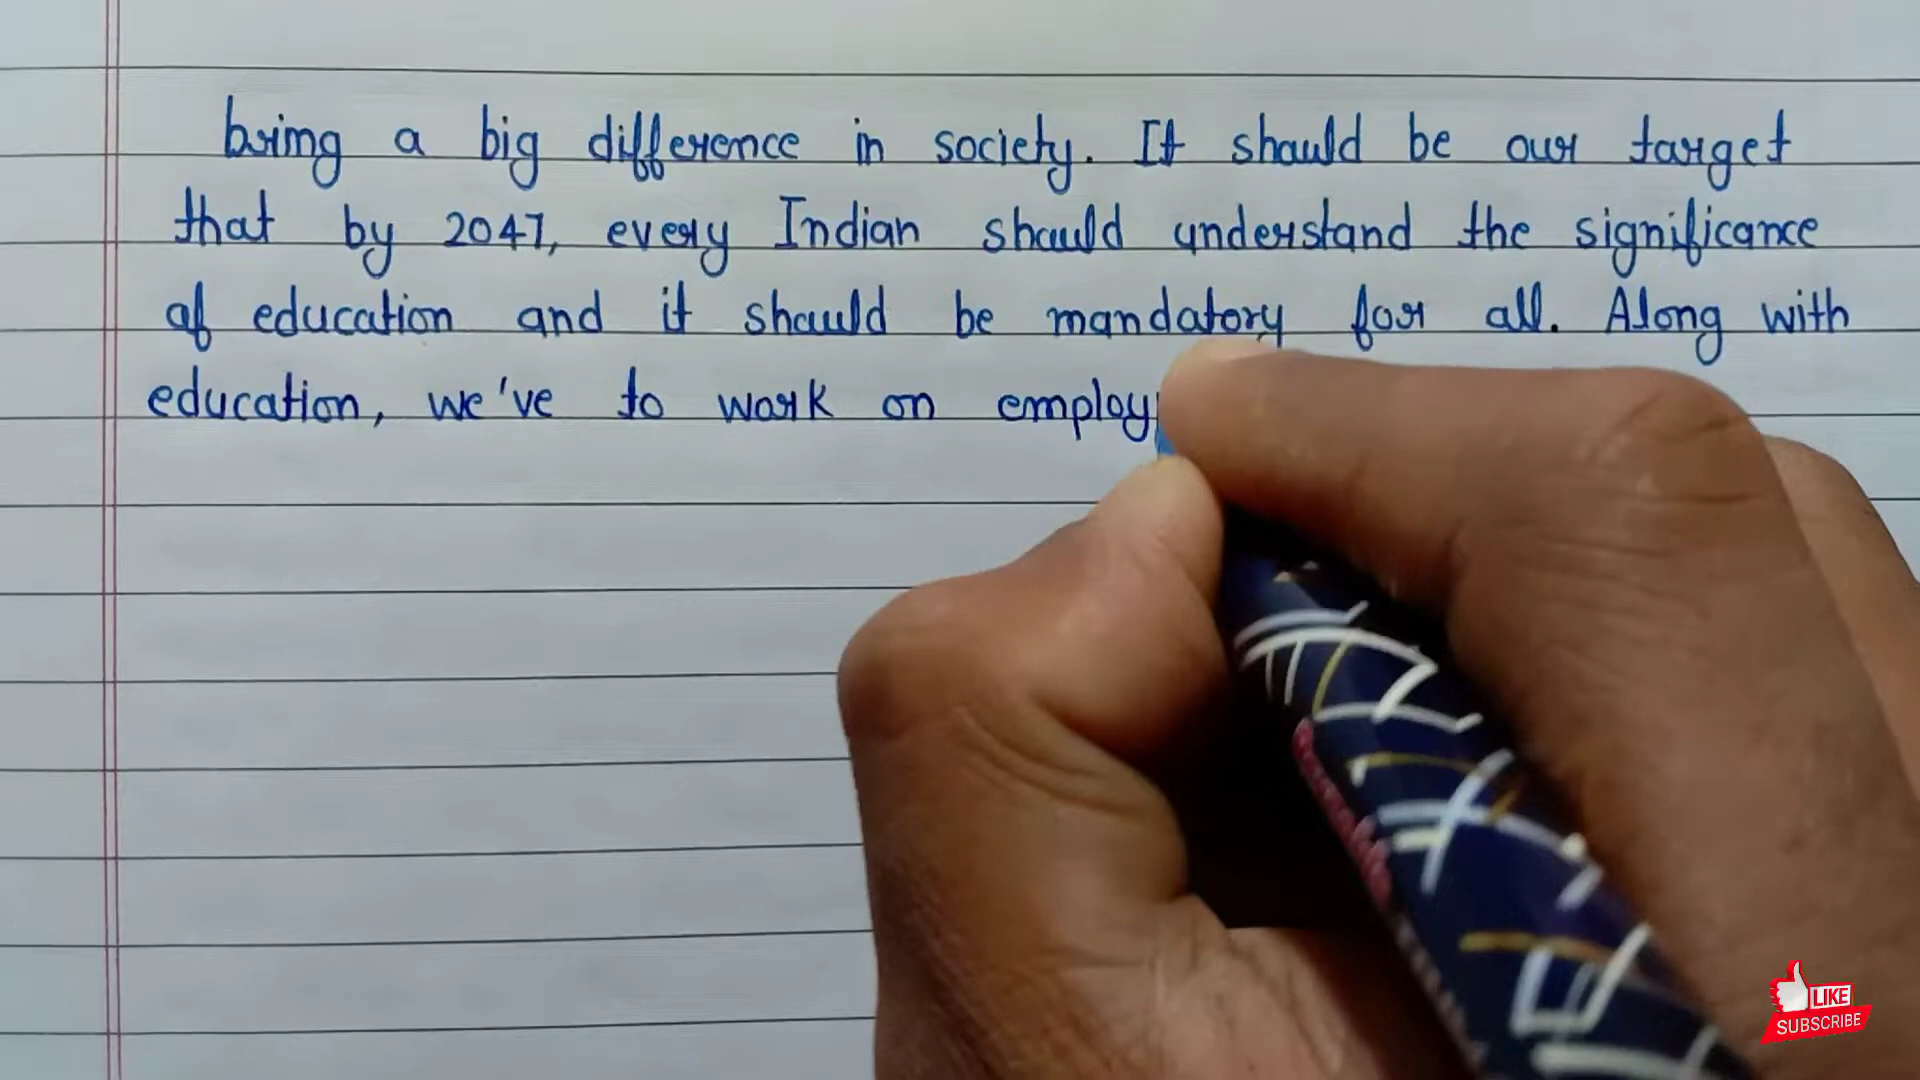 bring a big difference in society. It should be our target
that by 2047, every Indian should understand the significance
of education and it should be mandatory for all. Along with
education, we've to work on employ
LIKE
SUBSCRIBE